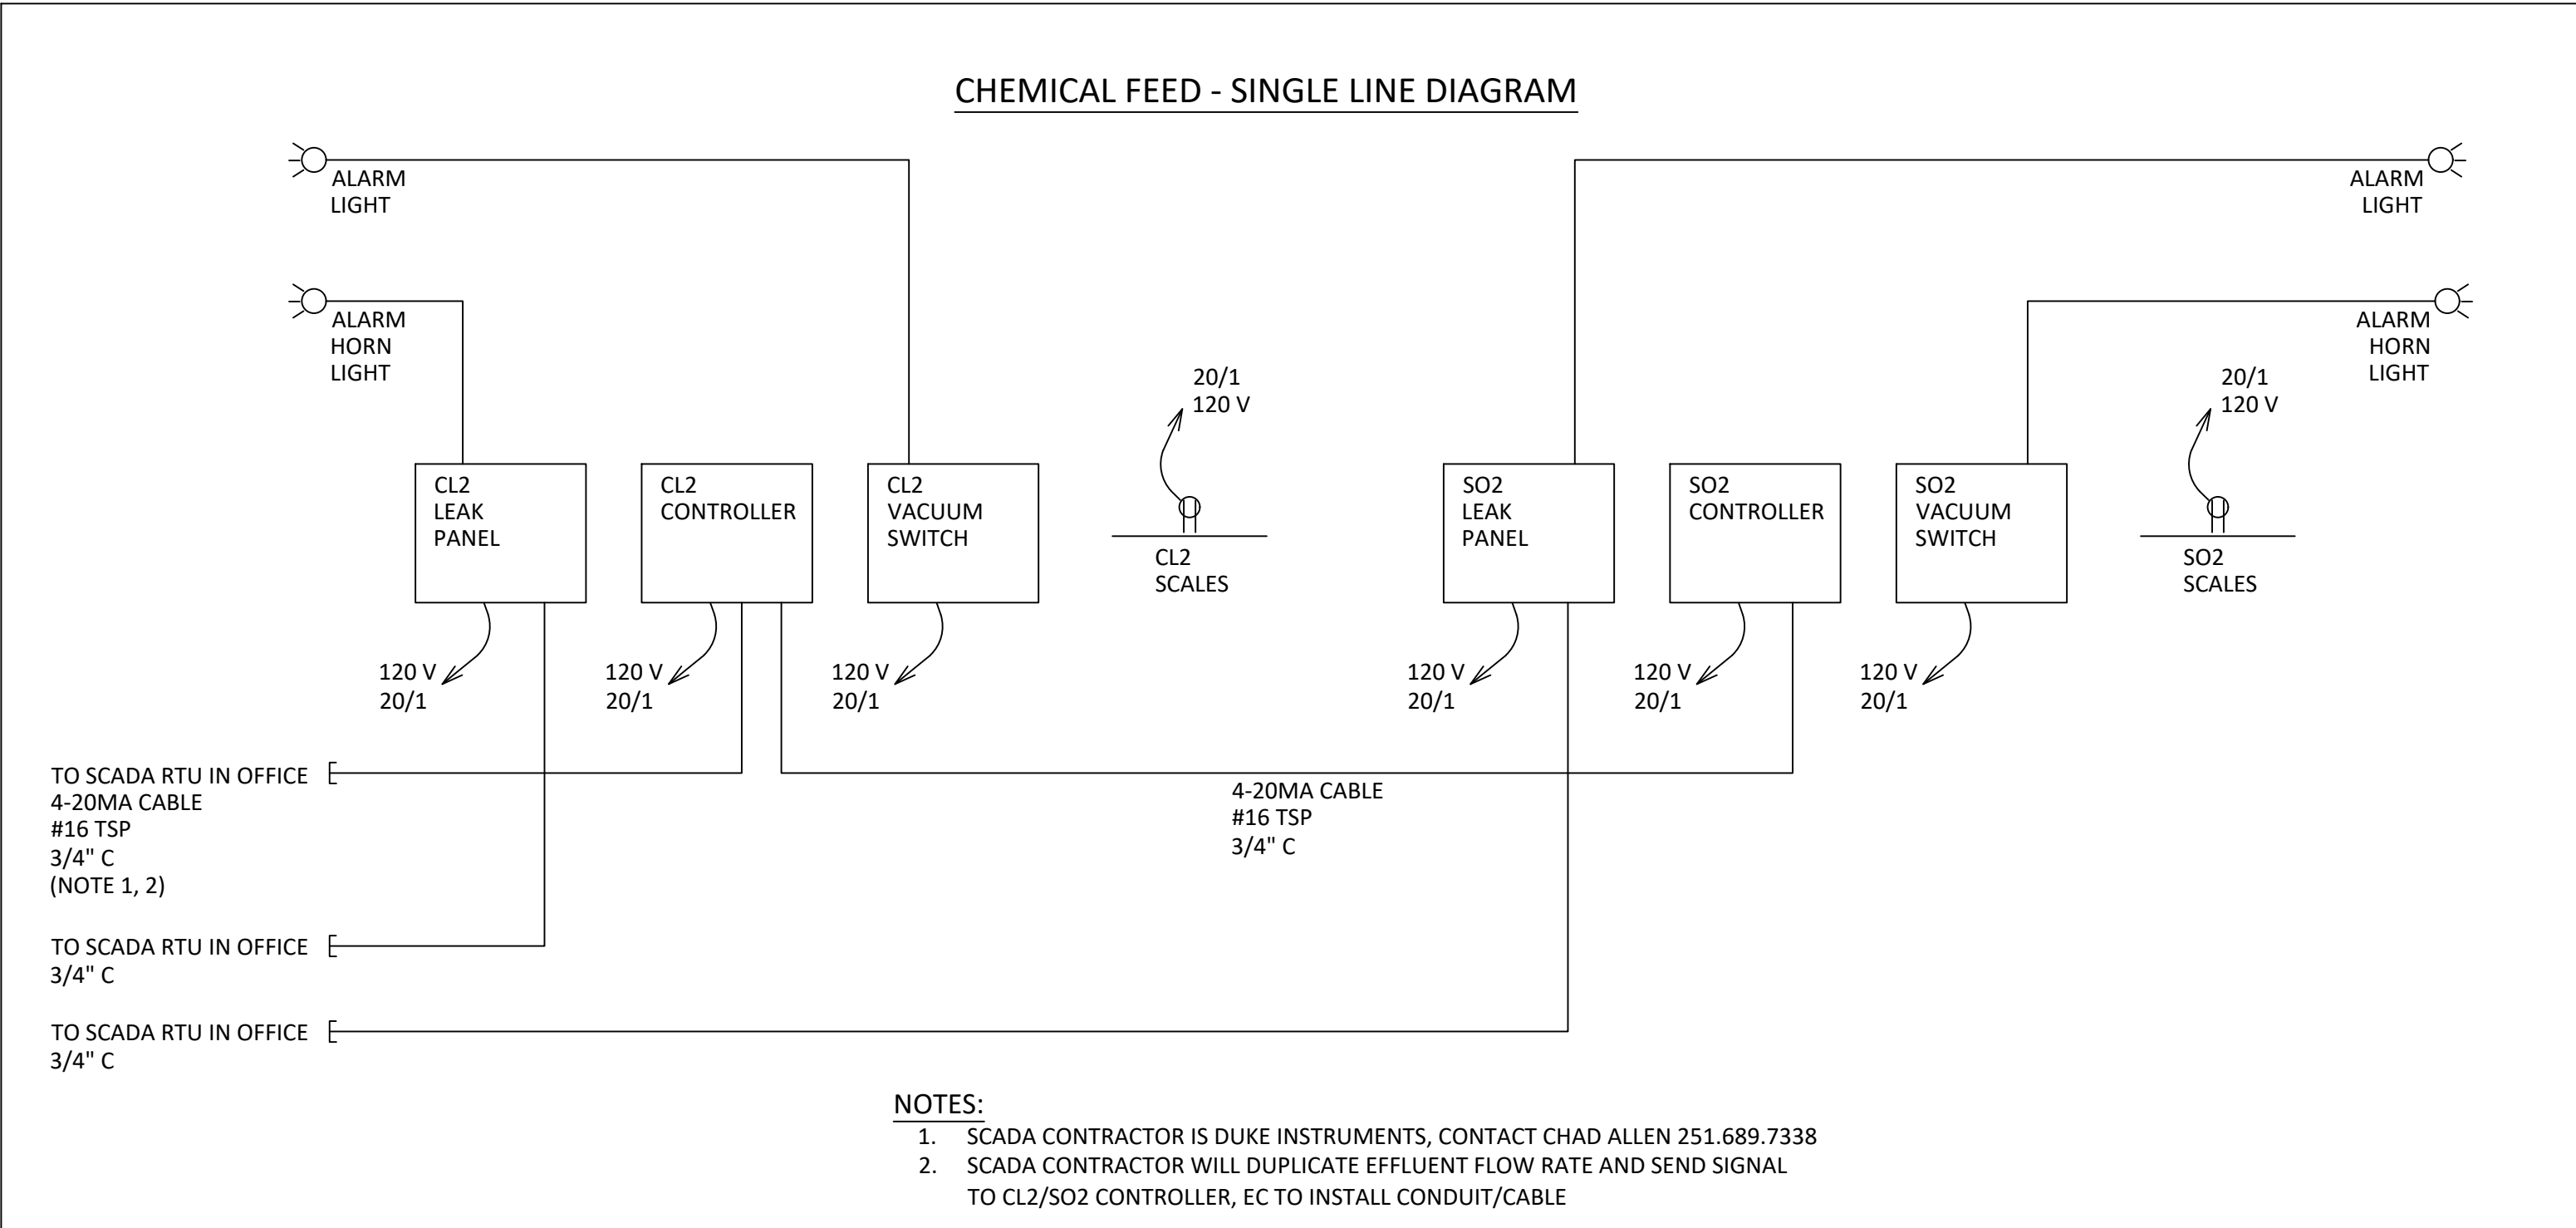 CHEMICAL FEED - SINGLE LINE DIAGRAM
ALARM
LIGHT
ALARM
LIGHT
ALARM
HORN
LIGHT
ALARM
HORN
LIGHT
20/1
120 V
20/1
120 V
CL2
LEAK
PANEL
CL2
CONTROLLER
CL2
VACUUM
SWITCH
CL2
SCALES
SO2
LEAK
PANEL
SO2
CONTROLLER
SO2
VACUUM
SWITCH
SO2
SCALES
120 V
20/1
120 V
20/1
120 V
20/1
120 V
20/1
120 V
20/1
120 V
20/1
TO SCADA RTU IN OFFICE
4-20MA CABLE
#16 TSP
3/4" C
(NOTE 1, 2)
4-20MA CABLE
#16 TSP
3/4" C
TO SCADA RTU IN OFFICE
3/4" C
TO SCADA RTU IN OFFICE
3/4" C
NOTES:
1. SCADA CONTRACTOR IS DUKE INSTRUMENTS, CONTACT CHAD ALLEN 251.689.7338
2. SCADA CONTRACTOR WILL DUPLICATE EFFLUENT FLOW RATE AND SEND SIGNAL
TO CL2/SO2 CONTROLLER, EC TO INSTALL CONDUIT/CABLE